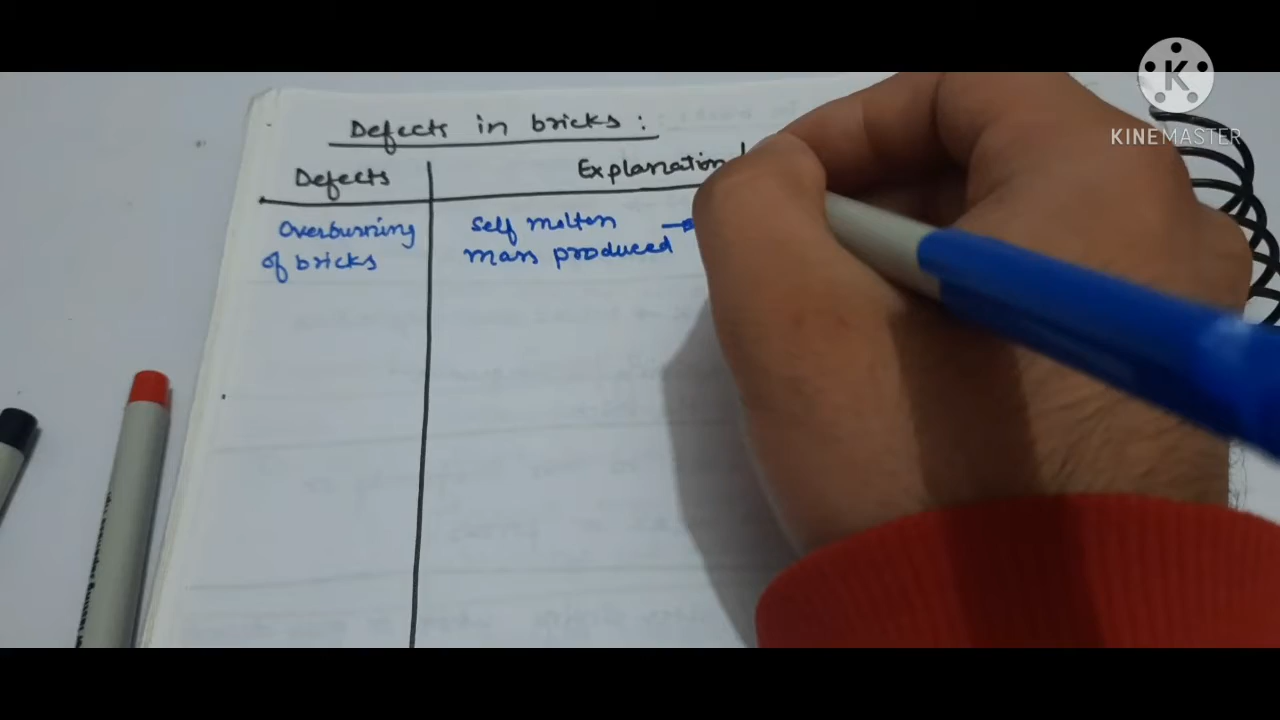 Defects in bricks :
Defects
Explanation
Overburning
of bricks
Self molten →
mass produced
K
KINEMASTER